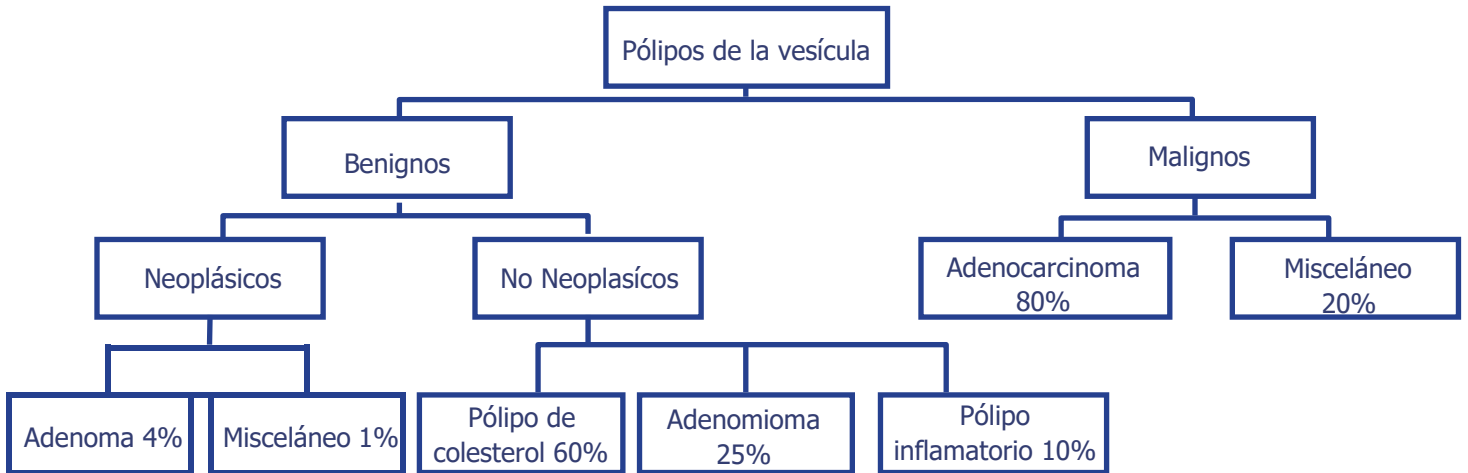 Pólipos de la vesícula
Benignos
Malignos
Neoplásicos
No Neoplasícos
Adenocarcinoma
80%
Misceláneo
20%
Adenoma 4%
Misceláneo 1%
Pólipo de
colesterol 60%
Adenomioma
25%
Pólipo
inflamatorio 10%